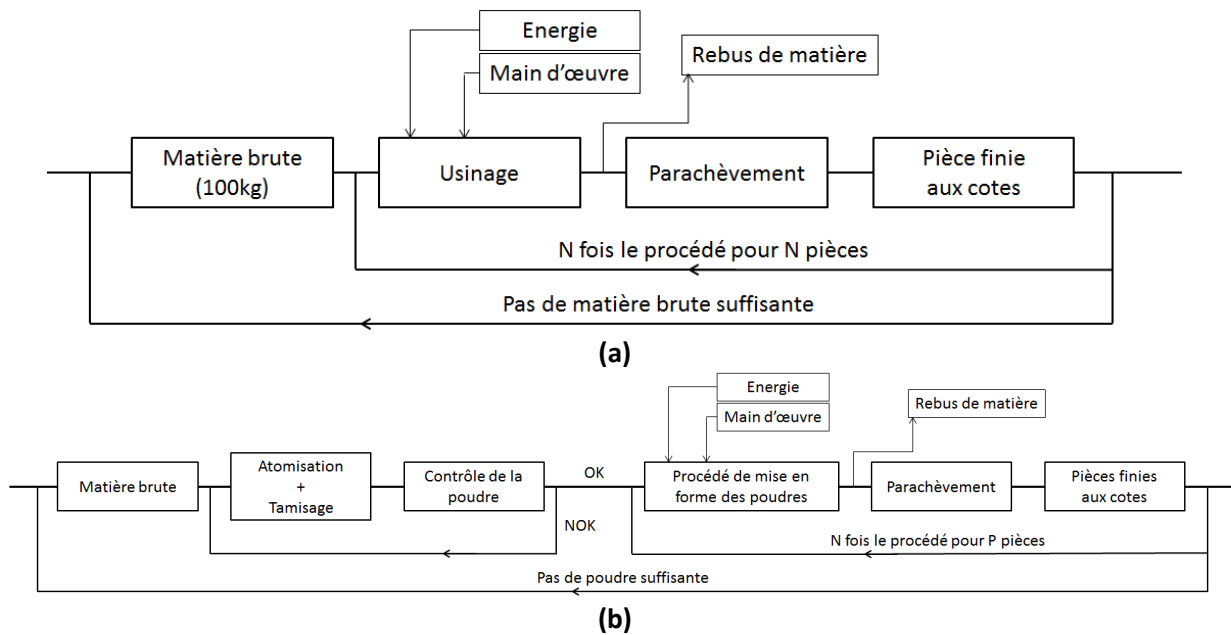 Energie
Main d'œuvre
Rebus de matière
Matière brute
(100kg)
Usinage
Parachèvement
Pièce finie
aux cotes
N fois le procédé pour N pièces
Pas de matière brute suffisante
(a)
Energie
Main d'œuvre
Rebus de matière
Matière brute
Atomisation
+
Tamisage
Contrôle de la
poudre
OK
NOK
Procédé de mise en
forme des poudres
Parachèvement
Pièces finies
aux cotes
N fois le procédé pour P pièces
Pas de poudre suffisante
(b)